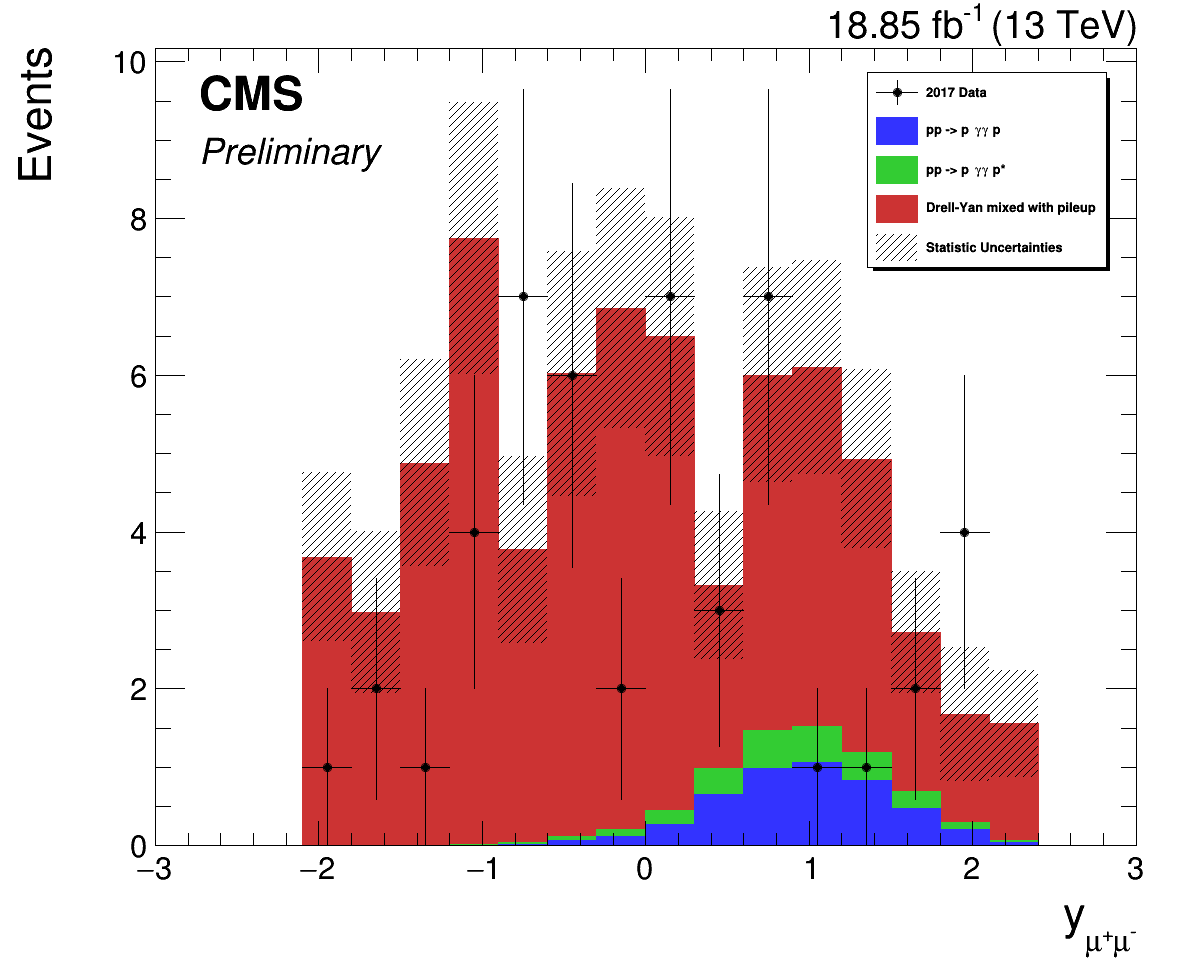 18.85 fb⁻¹ (13 TeV)
Events
CMS
Preliminary
2017 Data
pp -> p γγ p
pp -> p γγ p*
Drell-Yan mixed with pileup
Statistic Uncertainties
10
8
6
4
2
0
−3 −2 −1 0 1 2 3
y_μ⁺μ⁻